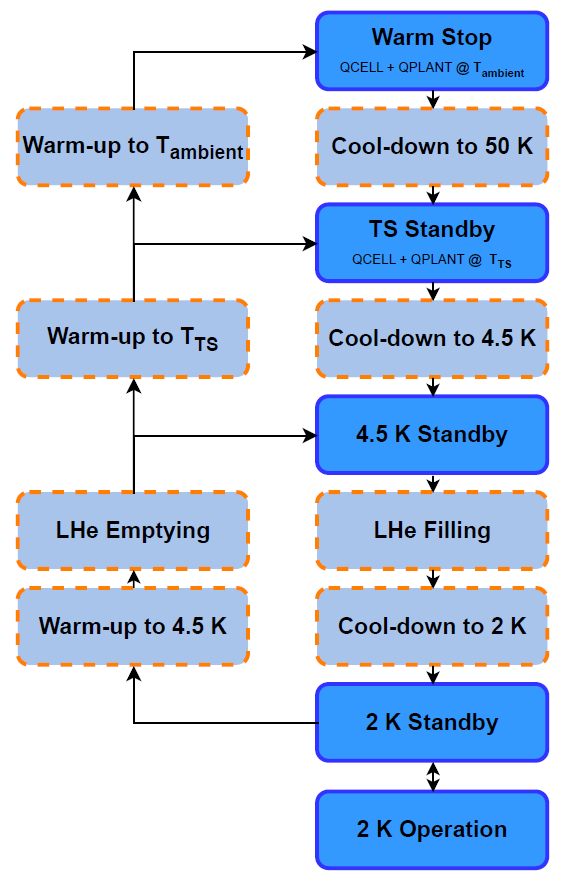 Warm Stop
QCELL + QPLANT @ Tambient
Warm-up to Tambient
Cool-down to 50 K
TS Standby
QCELL + QPLANT @ TTS
Warm-up to TTS
Cool-down to 4.5 K
4.5 K Standby
LHe Emptying
LHe Filling
Warm-up to 4.5 K
Cool-down to 2 K
2 K Standby
2 K Operation